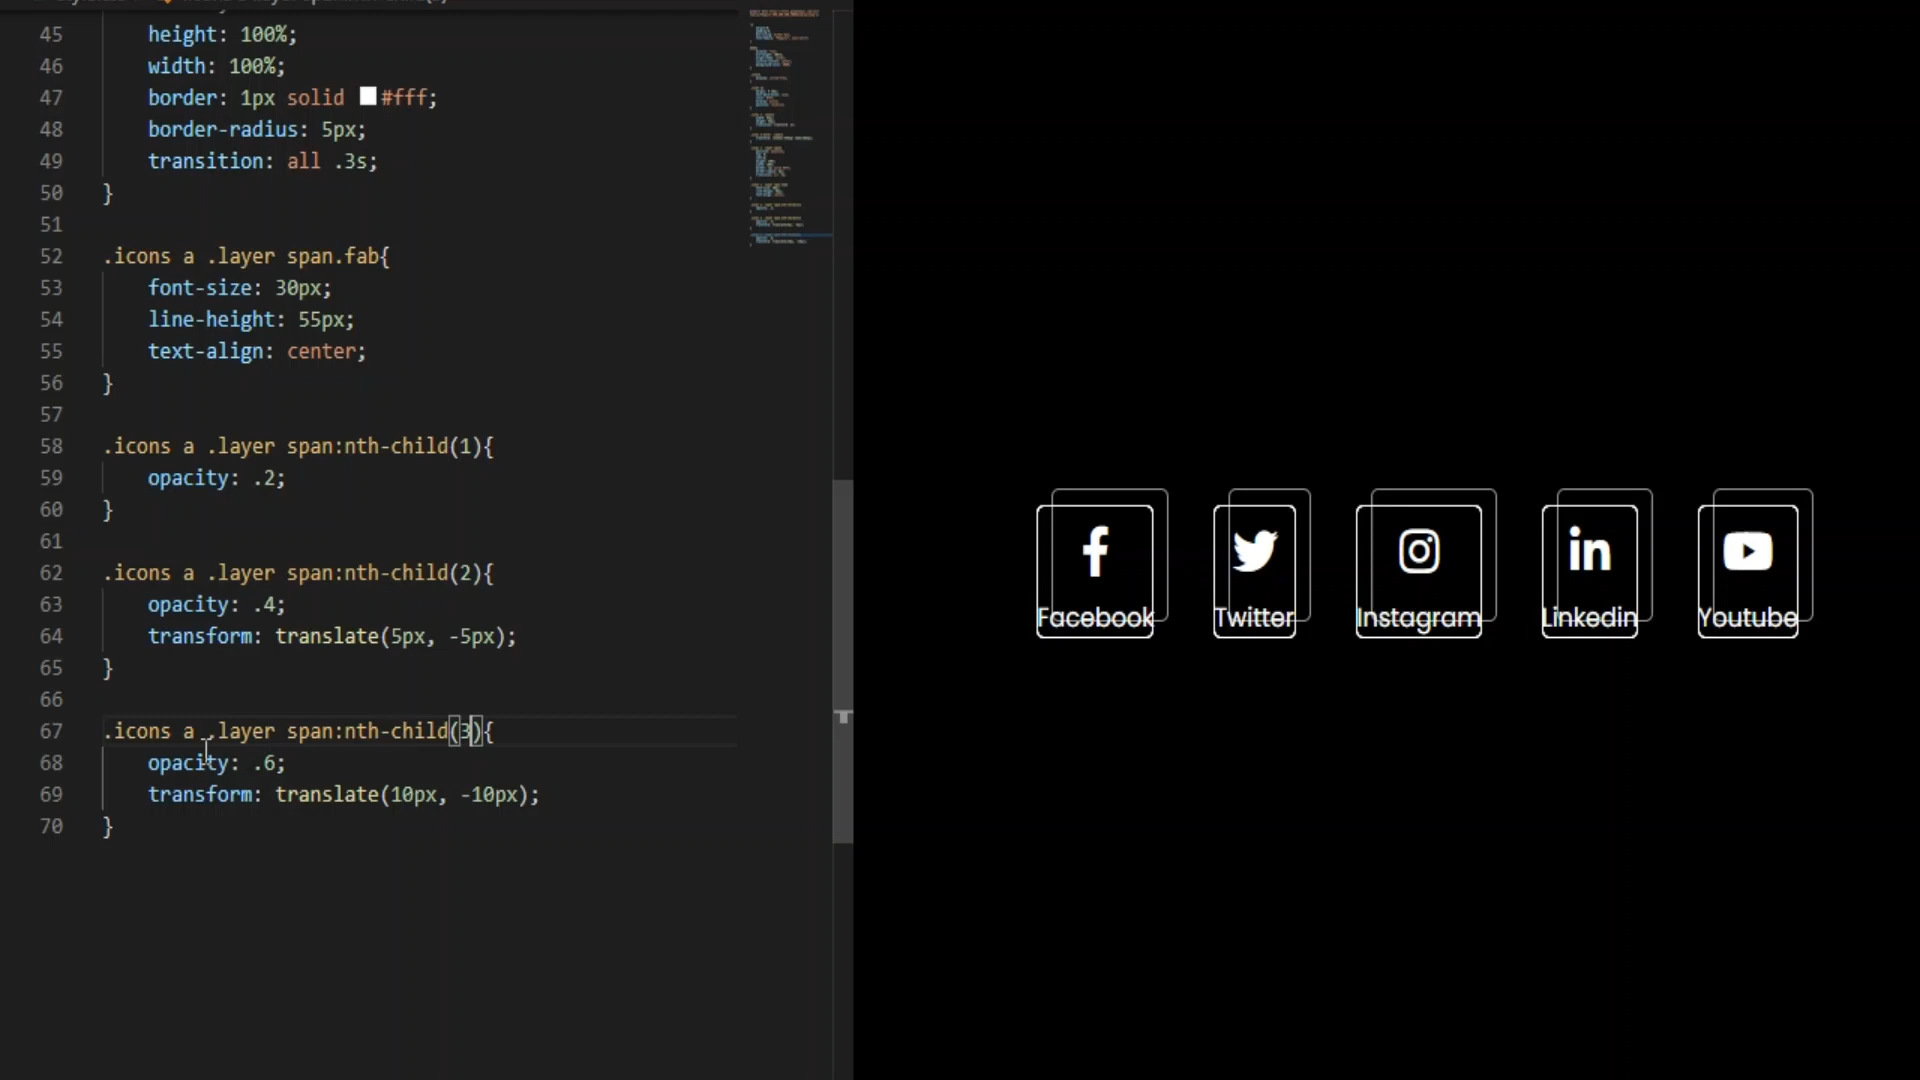 45 height: 100%;
46 width: 100%;
47 border: 1px solid #fff;
48 border-radius: 5px;
49 transition: all .3s;
50 }
51
52 .icons a .layer span.fab{
53 font-size: 30px;
54 line-height: 55px;
55 text-align: center;
56 }
57
58 .icons a .layer span:nth-child(1){
59 opacity: .2;
60 }
61
62 .icons a .layer span:nth-child(2){
63 opacity: .4;
64 transform: translate(5px, -5px);
65 }
66
67 .icons a .layer span:nth-child(3){
68 opacity: .6;
69 transform: translate(10px, -10px);
70 }
Facebook Twitter Instagram Linkedin Youtube